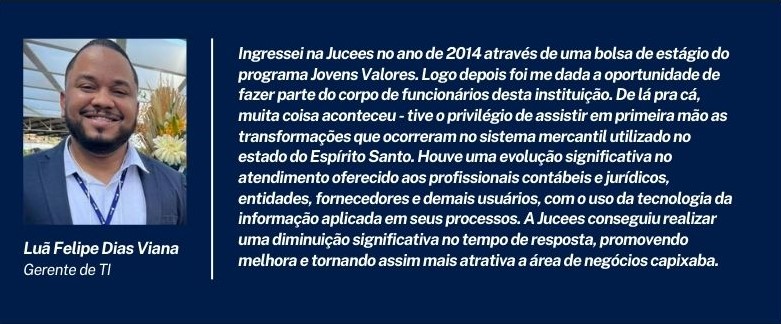 Ingressei na Jucees no ano de 2014 através de uma bolsa de estágio do
programa Jovens Valores. Logo depois foi me dada a oportunidade de
fazer parte do corpo de funcionários desta instituição. De lá pra cá,
muita coisa aconteceu - tive o privilégio de assistir em primeira mão as
transformações que ocorreram no sistema mercantil utilizado no
estado do Espírito Santo. Houve uma evolução significativa no
atendimento oferecido aos profissionais contábeis e jurídicos,
entidades, fornecedores e demais usuários, com o uso da tecnologia da
informação aplicada em seus processos. A Jucees conseguiu realizar
uma diminuição significativa no tempo de resposta, promovendo
melhora e tornando assim mais atrativa a área de negócios capixaba.
Luã Felipe Dias Viana
Gerente de TI